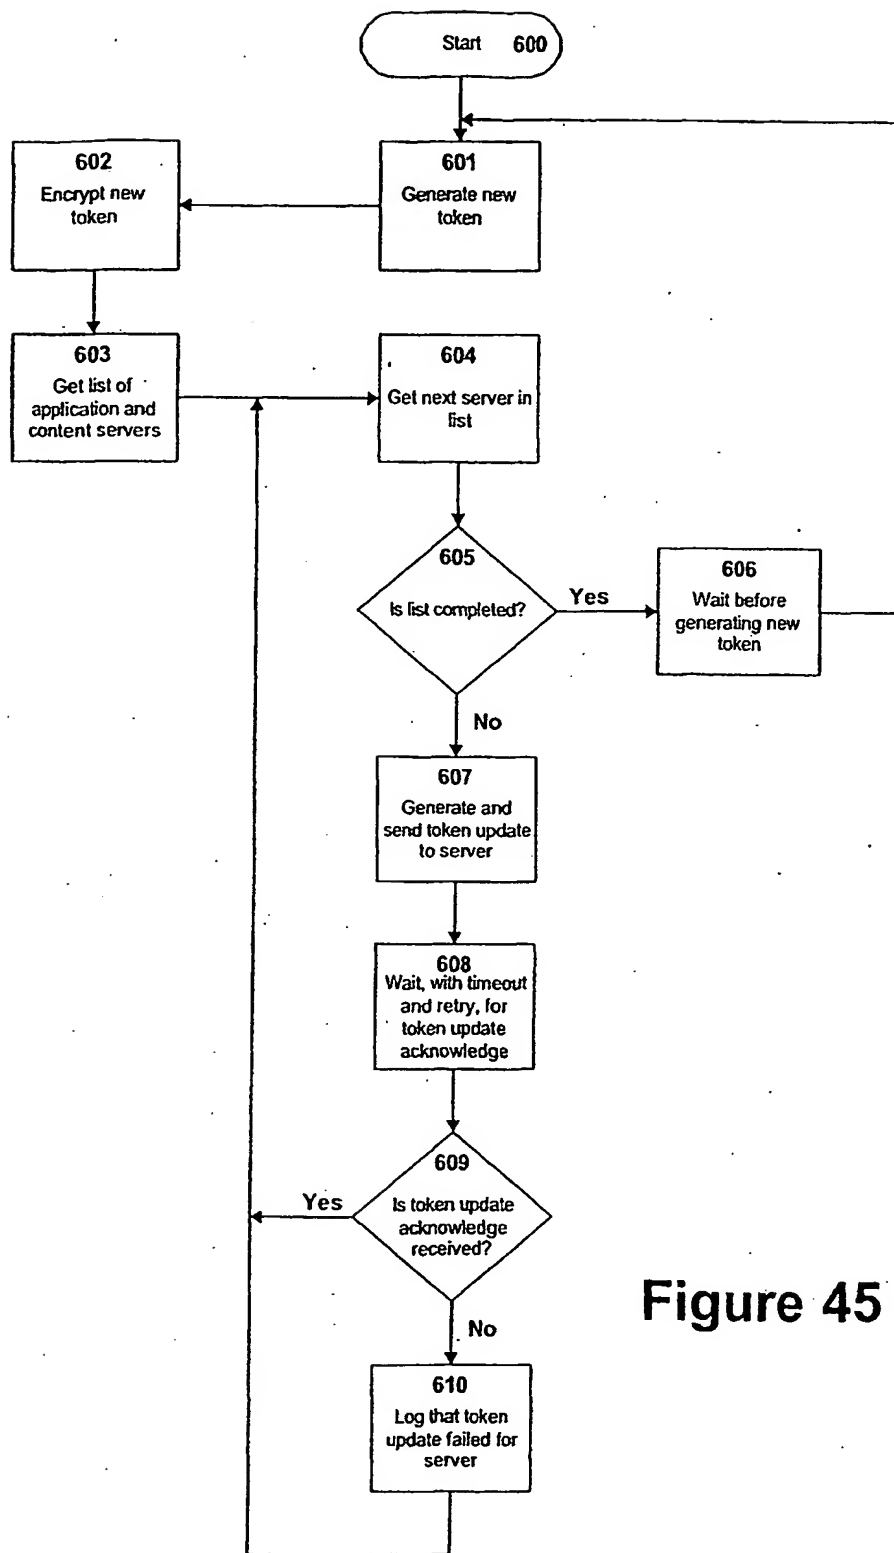 Start 600
602
Encrypt new
token
601
Generate new
token
603
Get list of
application and
content servers
604
Get next server in
list
605
Is list completed?
Yes
606
Wait before
generating new
token
No
607
Generate and
send token update
to server
608
Wait, with timeout
and retry, for
token update
acknowledge
609
Is token update
acknowledge
received?
Yes
No
610
Log that token
update failed for
server
Figure 45